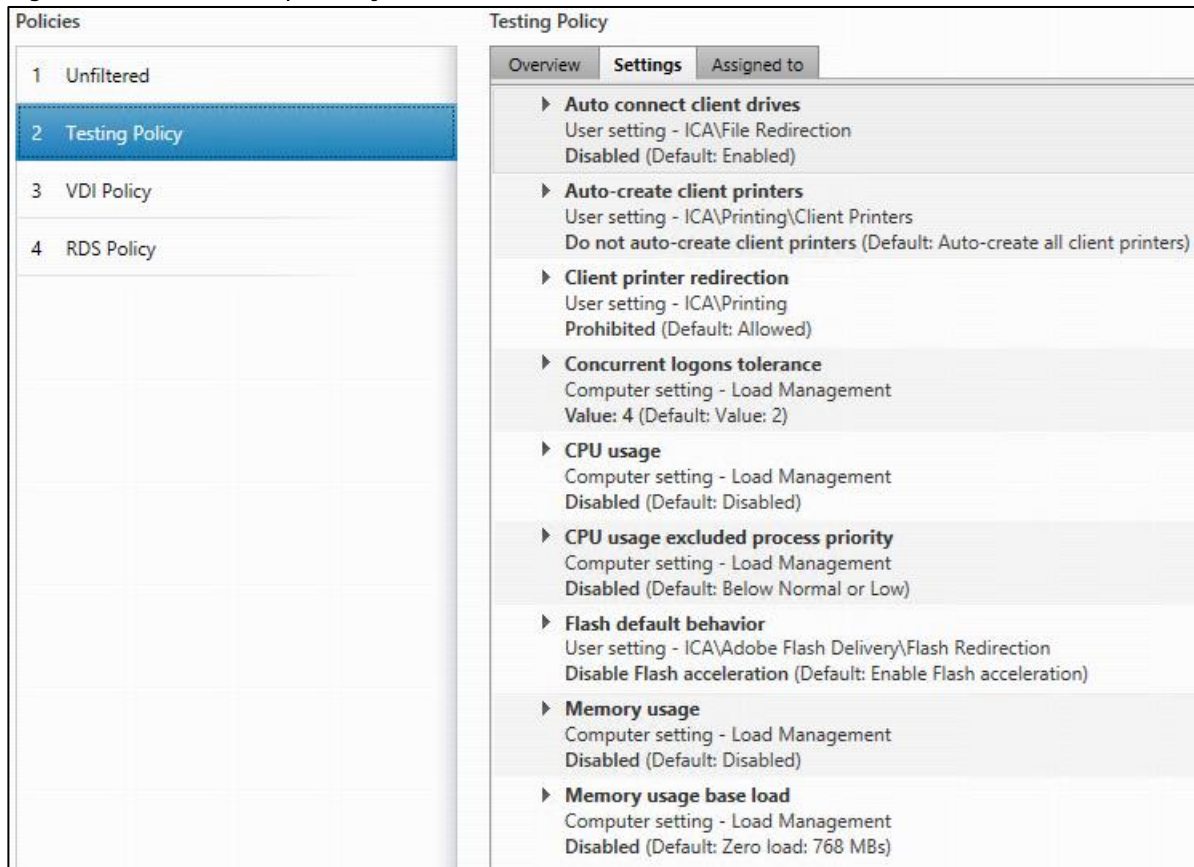 Policies
1 Unfiltered
2 Testing Policy
3 VDI Policy
4 RDS Policy
Testing Policy
Overview Settings Assigned to
Auto connect client drives
User setting - ICA\File Redirection
Disabled (Default: Enabled)
Auto-create client printers
User setting - ICA\Printing\Client Printers
Do not auto-create client printers (Default: Auto-create all client printers)
Client printer redirection
User setting - ICA\Printing
Prohibited (Default: Allowed)
Concurrent logons tolerance
Computer setting - Load Management
Value: 4 (Default: Value: 2)
CPU usage
Computer setting - Load Management
Disabled (Default: Disabled)
CPU usage excluded process priority
Computer setting - Load Management
Disabled (Default: Below Normal or Low)
Flash default behavior
User setting - ICA\Adobe Flash Delivery\Flash Redirection
Disable Flash acceleration (Default: Enable Flash acceleration)
Memory usage
Computer setting - Load Management
Disabled (Default: Disabled)
Memory usage base load
Computer setting - Load Management
Disabled (Default: Zero load: 768 MBs)